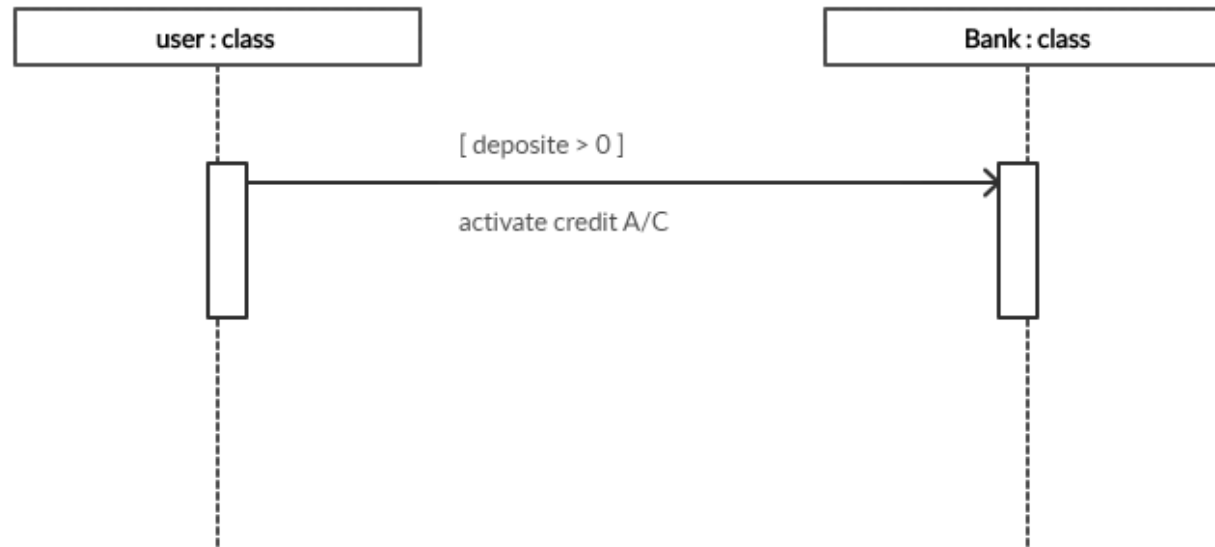 user : class
Bank : class
[ deposite > 0 ]
activate credit A/C